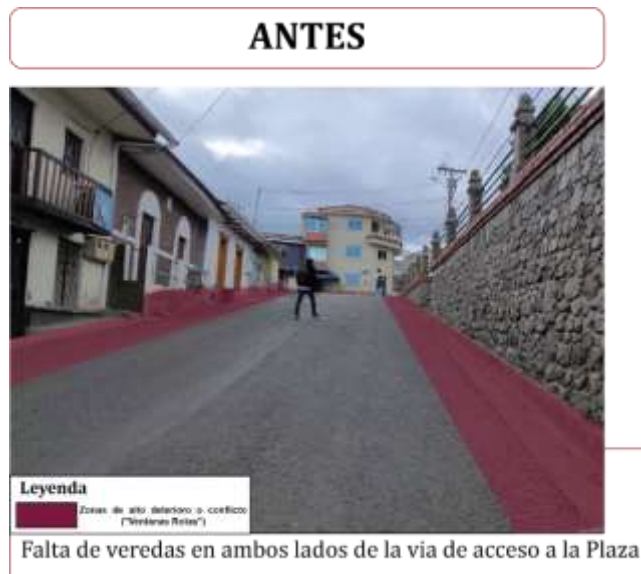 ANTES
Leyenda
Zonas de alto deterioro o conflicto
("Ventanas Rotas")
Falta de veredas en ambos lados de la via de acceso a la Plaza